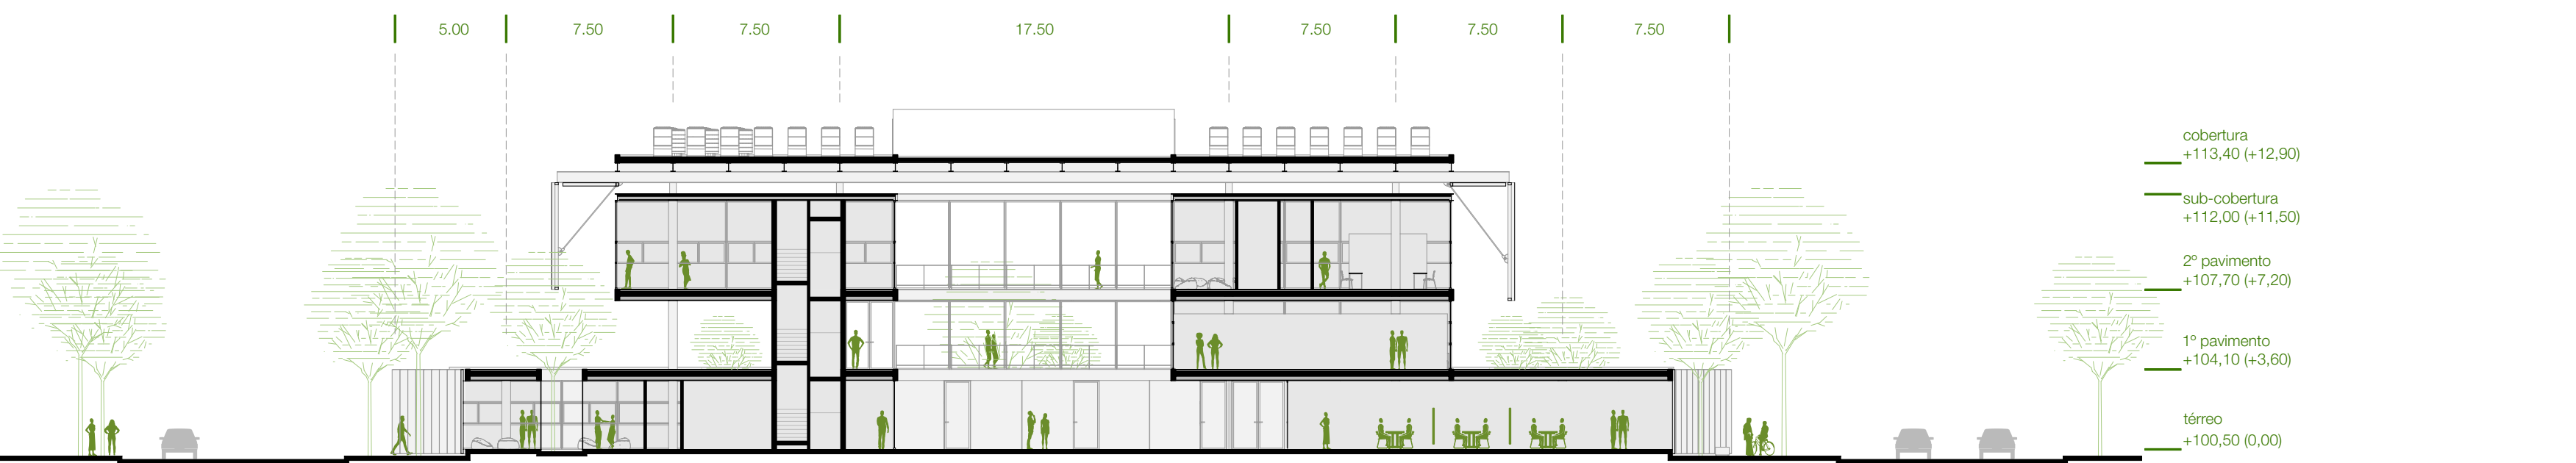 5.00 7.50 7.50 17.50 7.50 7.50 7.50
cobertura
+113,40 (+12,90)
sub-cobertura
+112,00 (+11,50)
2º pavimento
+107,70 (+7,20)
1º pavimento
+104,10 (+3,60)
térreo
+100,50 (0,00)